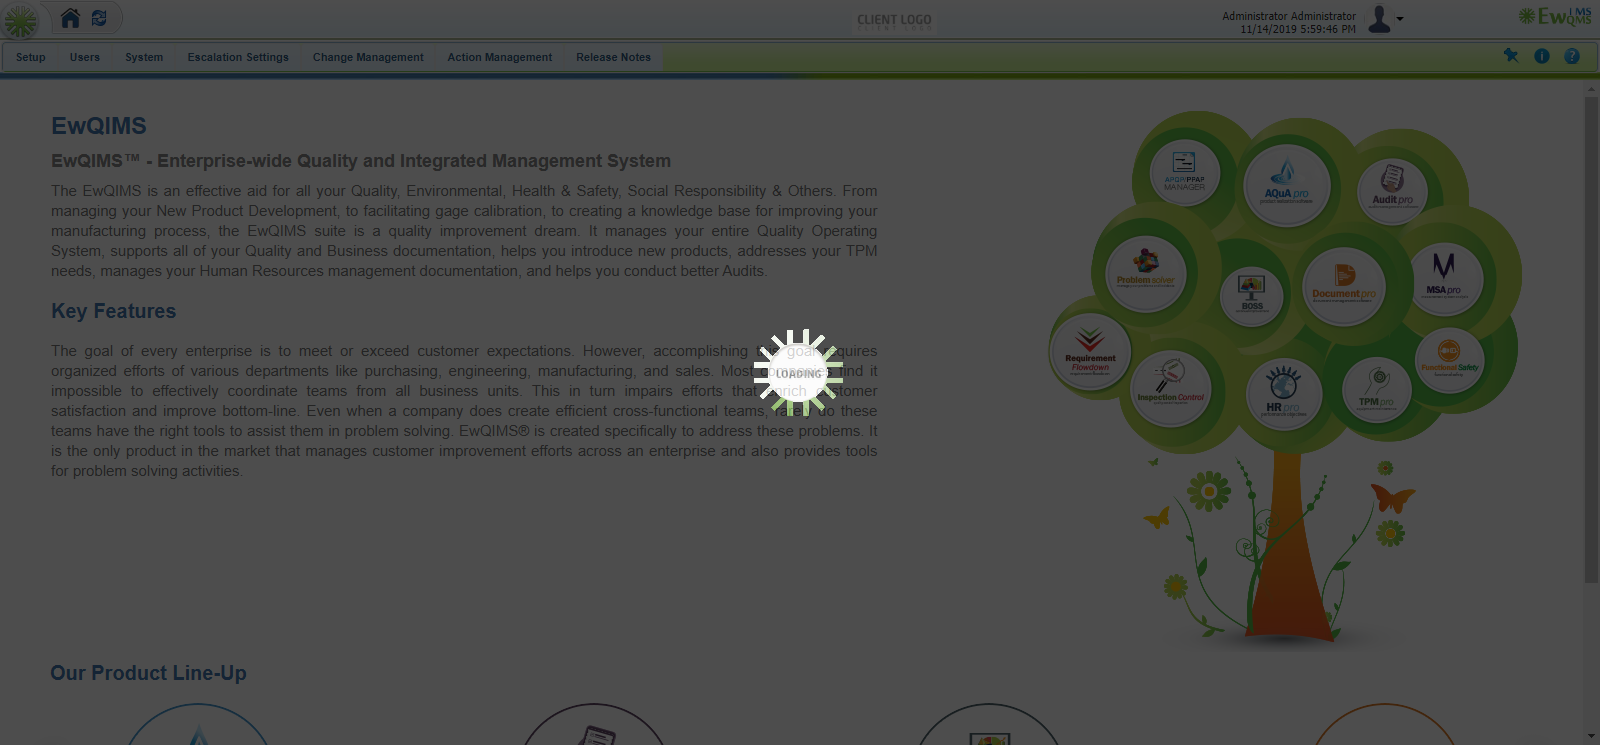 CLIENT LOGO
Administrator Administrator
11/14/2019 5:59:46 PM
EwQIMS
Setup Users System Escalation Settings Change Management Action Management Release Notes
EwQIMS
EwQIMS™ - Enterprise-wide Quality and Integrated Management System
The EwQIMS is an effective aid for all your Quality, Environmental, Health & Safety, Social Responsibility & Others. From
managing your New Product Development, to facilitating gage calibration, to creating a knowledge base for improving your
manufacturing process, the EwQIMS suite is a quality improvement dream. It manages your entire Quality Operating
System, supports all of your Quality and Business documentation, helps you introduce new products, addresses your TPM
needs, manages your Human Resources management documentation, and helps you conduct better Audits.
Key Features
The goal of every enterprise is to meet or exceed customer expectations. However, accomplishing this goal requires
organized efforts of various departments like purchasing, engineering, manufacturing, and sales. Most companies find it
impossible to effectively coordinate teams from all business units. This in turn impairs efforts that enrich customer
satisfaction and improve bottom-line. Even when a company does create efficient cross-functional teams, rarely do these
teams have the right tools to assist them in problem solving. EwQIMS® is created specifically to address these problems. It
is the only product in the market that manages customer improvement efforts across an enterprise and also provides tools
for problem solving activities.
LOADING
APQP/PPAP
MANAGER
AQuA pro
Audit pro
Problem solver
BOSS
Document pro
MSA pro
Requirement
Flowdown
Inspection Control
HR pro
TPM pro
Functional Safety
Our Product Line-Up